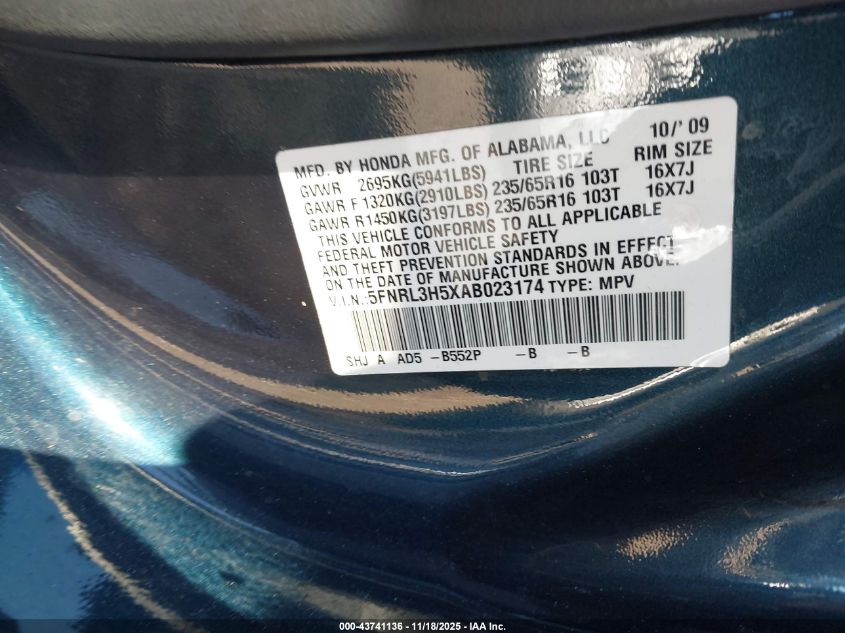 MFD. BY HONDA MFG. OF ALABAMA, LLC 10/'09
GVWR 2695KG(5941LBS) TIRE SIZE RIM SIZE
GAWR F 1320KG(2910LBS) 235/65R16 103T 16X7J
GAWR R1450KG(3197LBS) 235/65R16 103T 16X7J
THIS VEHICLE CONFORMS TO ALL APPLICABLE
FEDERAL MOTOR VEHICLE SAFETY
AND THEFT PREVENTION STANDARDS IN EFFECT
ON THE DATE OF MANUFACTURE SHOWN ABOVE.
V.I.N.:5FNRL3H5XAB023174 TYPE: MPV
SHJ A AD5 -B552P -B -B
000-43741136 - 11/18/2025 - IAA Inc.